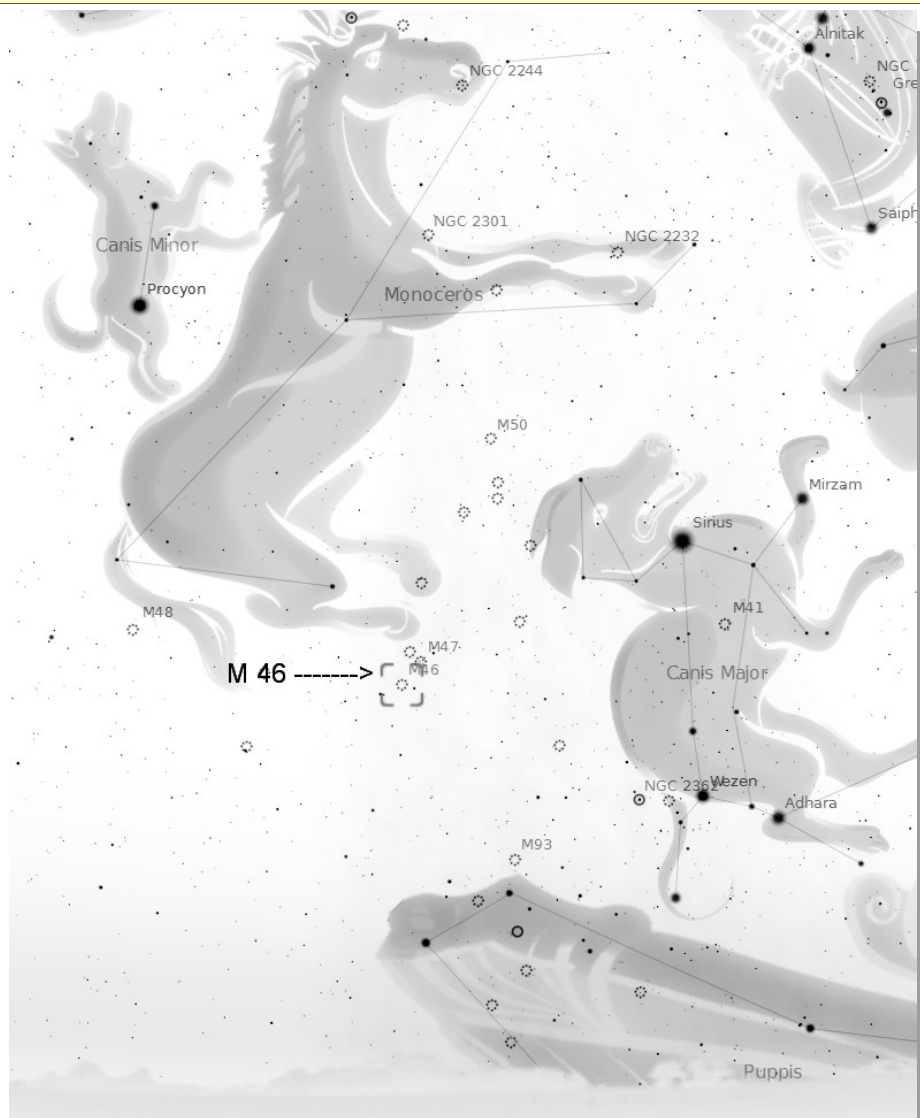 Alnitak
NGC 2244
NGC
Gre
NGC 2301
Saiph
NGC 2232
Canis Minor
Procyon
Monoceros
M50
Mirzam
Sirius
M48
M41
M47
M 46 ------->
M46
Canis Major
NGC 2362
Wezen
Adhara
M93
Puppis